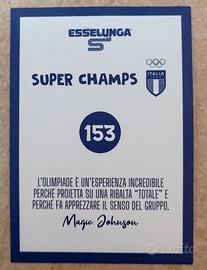 ESSELUNGA
S
ITALIA
SUPER CHAMPS
153
L'OLIMPIADE È UN'ESPERIENZA INCREDIBILE
PERCHÉ PROIETTA SU UNA RIBALTA "TOTALE" E
PERCHÉ FA APPREZZARE IL SENSO DEL GRUPPO.
Magic Johnson
subito